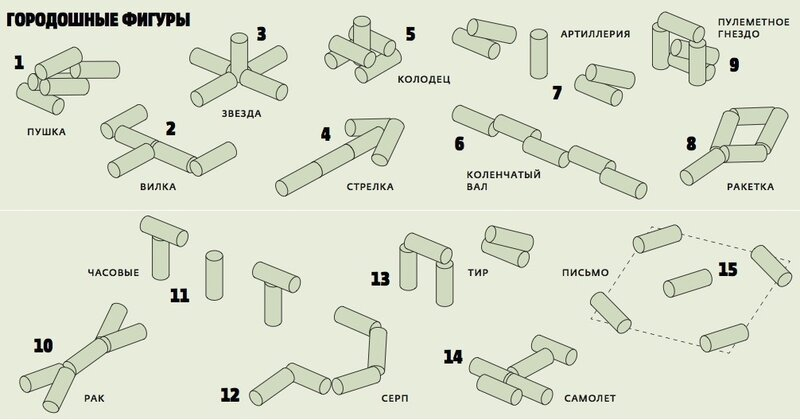 ГОРОДОШНЫЕ ФИГУРЫ
1
ПУШКА
2
ВИЛКА
3
ЗВЕЗДА
4
СТРЕЛКА
5
КОЛОДЕЦ
6
КОЛЕНЧАТЫЙ
ВАЛ
АРТИЛЛЕРИЯ
7
ПУЛЕМЕТНОЕ
ГНЕЗДО
9
8
РАКЕТКА
ЧАСОВЫЕ
11
10
РАК
12
СЕРП
13
ТИР
14
САМОЛЕТ
ПИСЬМО
15